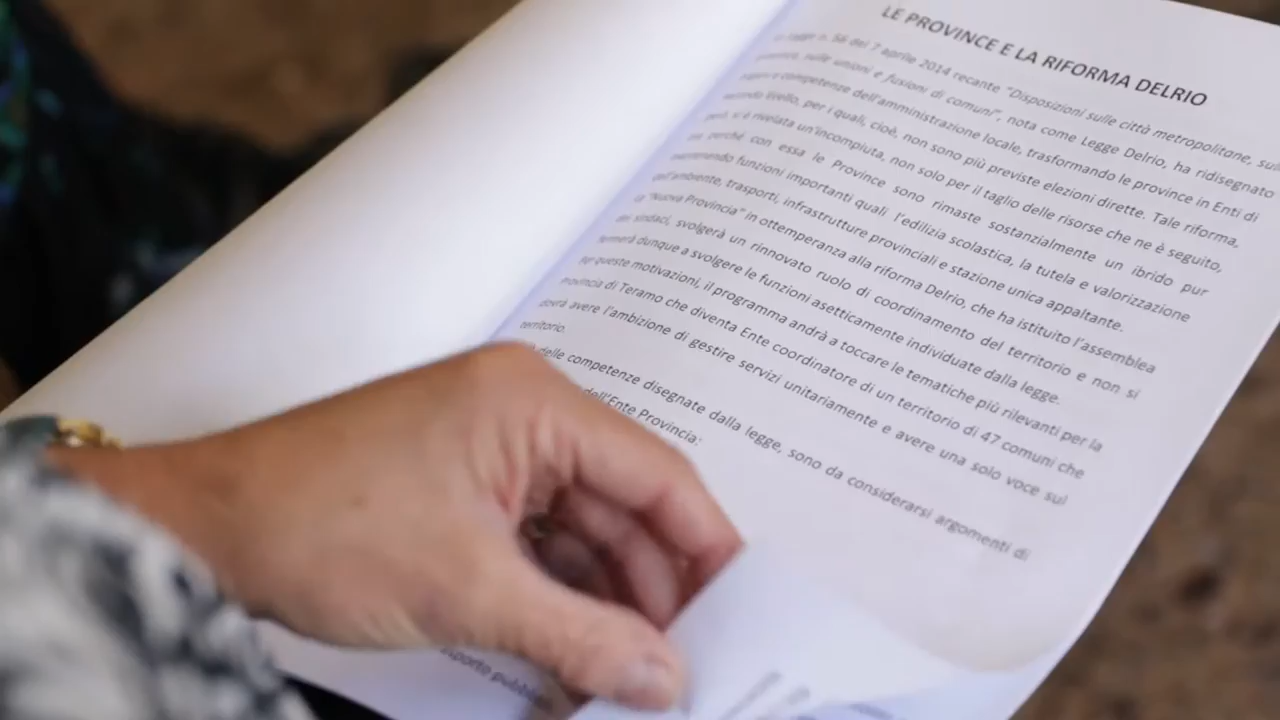 LE PROVINCE E LA RIFORMA DELRIO
legge n. 56 del 7 aprile 2014 recante "Disposizioni sulle città metropolitane, sulle
sulle unioni e fusioni di comuni", nota come Legge Delrio, ha ridisegnato
e competenze dell'amministrazione locale, trasformando le province in Enti di
secondo livello, per i quali, cioè, non sono più previste elezioni dirette. Tale riforma,
però, si è rivelata un'incompiuta, non solo per il taglio delle risorse che ne è seguito,
ma perché con essa le Province sono rimaste sostanzialmente un ibrido pur
mantenendo funzioni importanti quali l'edilizia scolastica, la tutela e valorizzazione
dell'ambiente, trasporti, infrastrutture provinciali e stazione unica appaltante.
La "Nuova Provincia" in ottemperanza alla riforma Delrio, che ha istituito l'assemblea
dei sindaci, svolgerà un rinnovato ruolo di coordinamento del territorio e non si
fermerà dunque a svolgere le funzioni asetticamente individuate dalla legge.
Per queste motivazioni, il programma andrà a toccare le tematiche più rilevanti per la
Provincia di Teramo che diventa Ente coordinatore di un territorio di 47 comuni che
dovrà avere l'ambizione di gestire servizi unitariamente e avere una solo voce sul
territorio.
delle competenze disegnate dalla legge, sono da considerarsi argomenti di
dell'Ente Provincia: